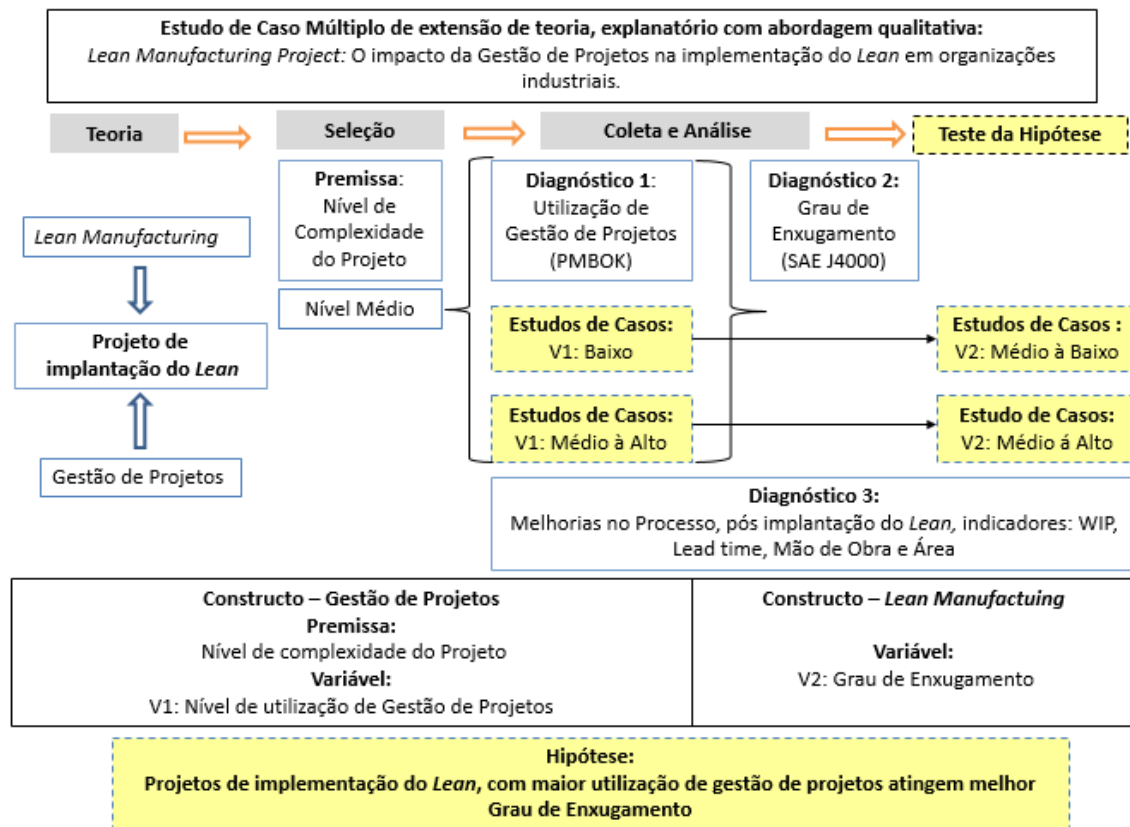 Estudo de Caso Múltiplo de extensão de teoria, explanatório com abordagem qualitativa:
Lean Manufacturing Project: O impacto da Gestão de Projetos na implementação do Lean em organizações
industriais.
Teoria
Seleção
Coleta e Análise
Teste da Hipótese
Lean Manufacturing
Projeto de
implantação do Lean
Gestão de Projetos
Premissa:
Nível de
Complexidade
do Projeto
Nível Médio
Diagnóstico 1:
Utilização de
Gestão de Projetos
(PMBOK)
Diagnóstico 2:
Grau de
Enxugamento
(SAE J4000)
Estudos de Casos:
V1: Baixo
Estudos de Casos :
V2: Médio à Baixo
Estudos de Casos:
V1: Médio à Alto
Estudo de Casos:
V2: Médio á Alto
Diagnóstico 3:
Melhorias no Processo, pós implantação do Lean, indicadores: WIP,
Lead time, Mão de Obra e Área
Constructo – Gestão de Projetos
Premissa:
Nível de complexidade do Projeto
Variável:
V1: Nível de utilização de Gestão de Projetos
Constructo – Lean Manufactuing
Variável:
V2: Grau de Enxugamento
Hipótese:
Projetos de implementação do Lean, com maior utilização de gestão de projetos atingem melhor
Grau de Enxugamento